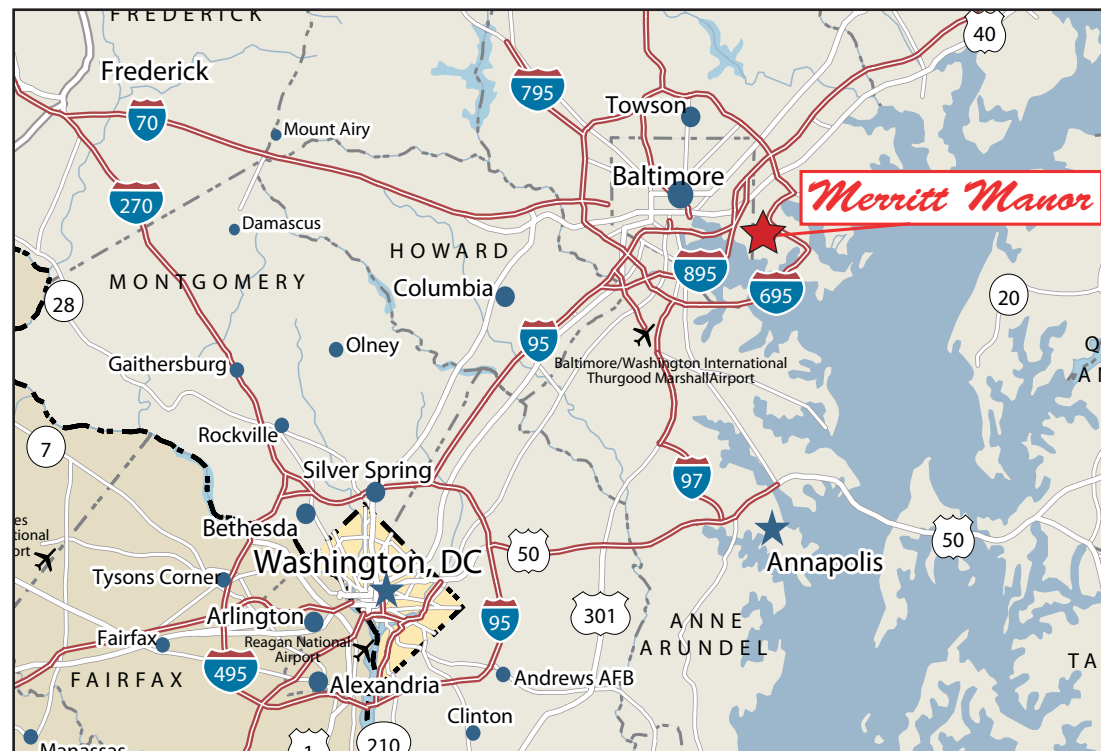 FREDERICK
40
Frederick
795
Towson
70
Mount Airy
Baltimore
Merritt Manor
270
Damascus
HOWARD
MONTGOMERY
895
Columbia
695
28
20
95
Olney
Baltimore/Washington International
Thurgood MarshallAirport
Gaithersburg
Q
A
Rockville
7
Silver Spring
97
Bethesda
50
50
Washington, DC
Annapolis
Tysons Corner
Arlington
301
95
ANNE
ARUNDEL
Fairfax
Reagan National
Airport
495
TA
FAIRFAX
Alexandria
Andrews AFB
Clinton
1
210
Manassas